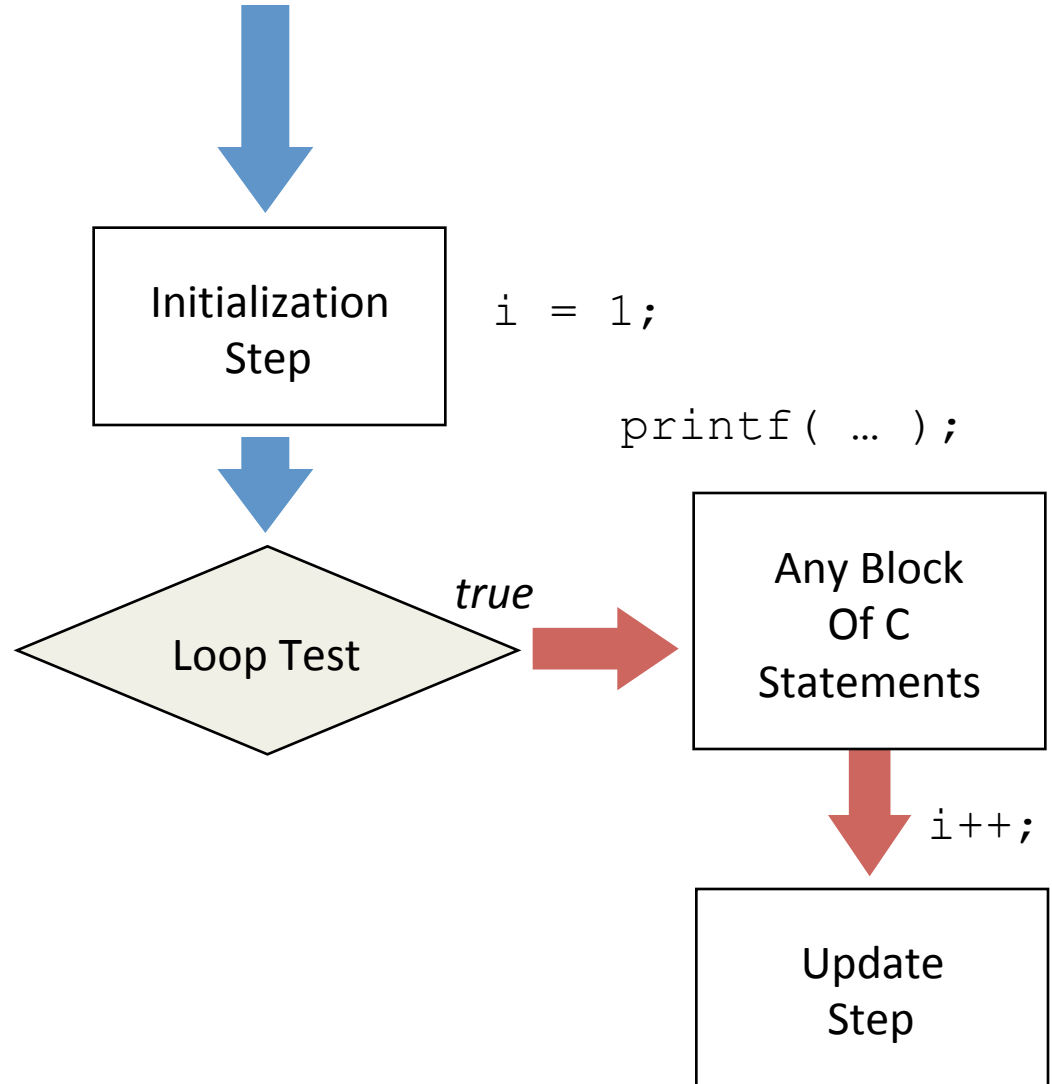 Initialization
Step
i = 1;
printf( … );
true
Loop Test
Any Block
Of C
Statements
i++;
Update
Step